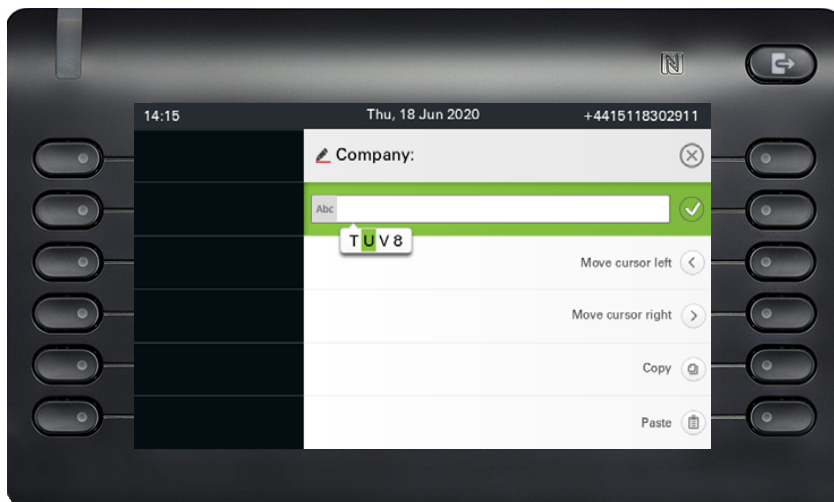 14:15 Thu, 18 Jun 2020 +4415118302911
Company:
Abc
T U V 8
Move cursor left
Move cursor right
Copy
Paste